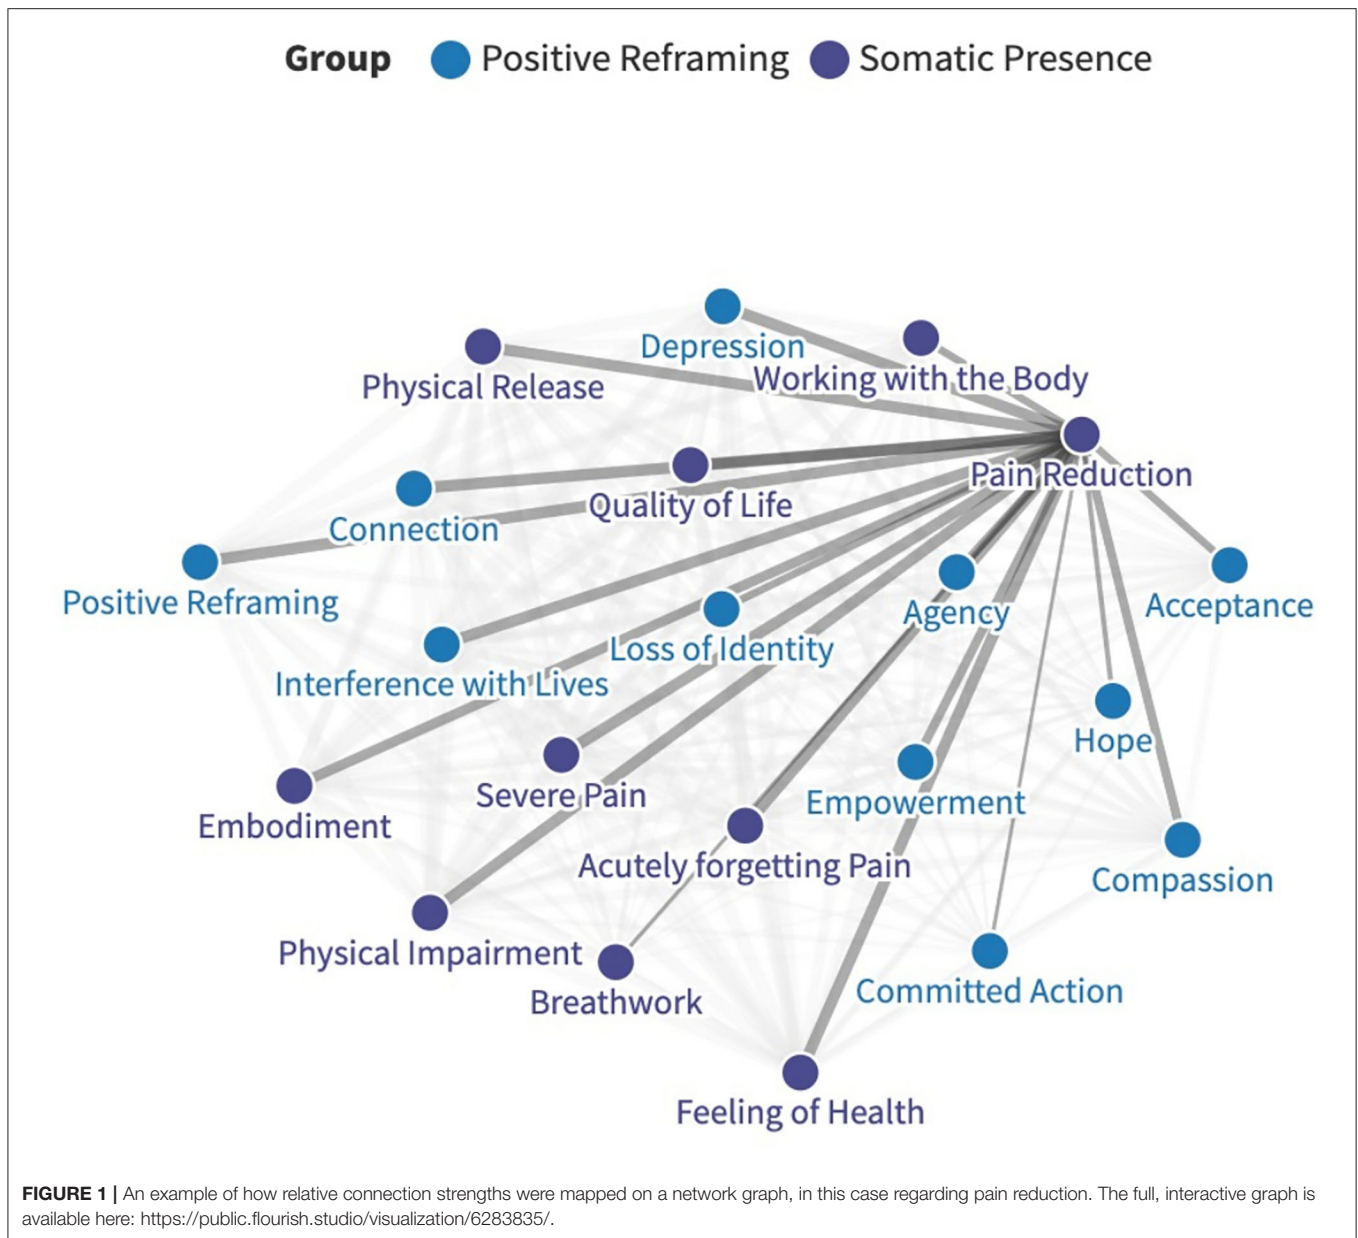 Group Positive Reframing Somatic Presence
Depression
Working with the Body
Physical Release
Pain Reduction
Quality of Life
Connection
Positive Reframing
Agency
Acceptance
Loss of Identity
Interference with Lives
Hope
Severe Pain
Empowerment
Embodiment
Acutely forgetting Pain
Compassion
Physical Impairment
Breathwork
Committed Action
Feeling of Health
FIGURE 1 | An example of how relative connection strengths were mapped on a network graph, in this case regarding pain reduction. The full, interactive graph is
available here: https://public.flourish.studio/visualization/6283835/.